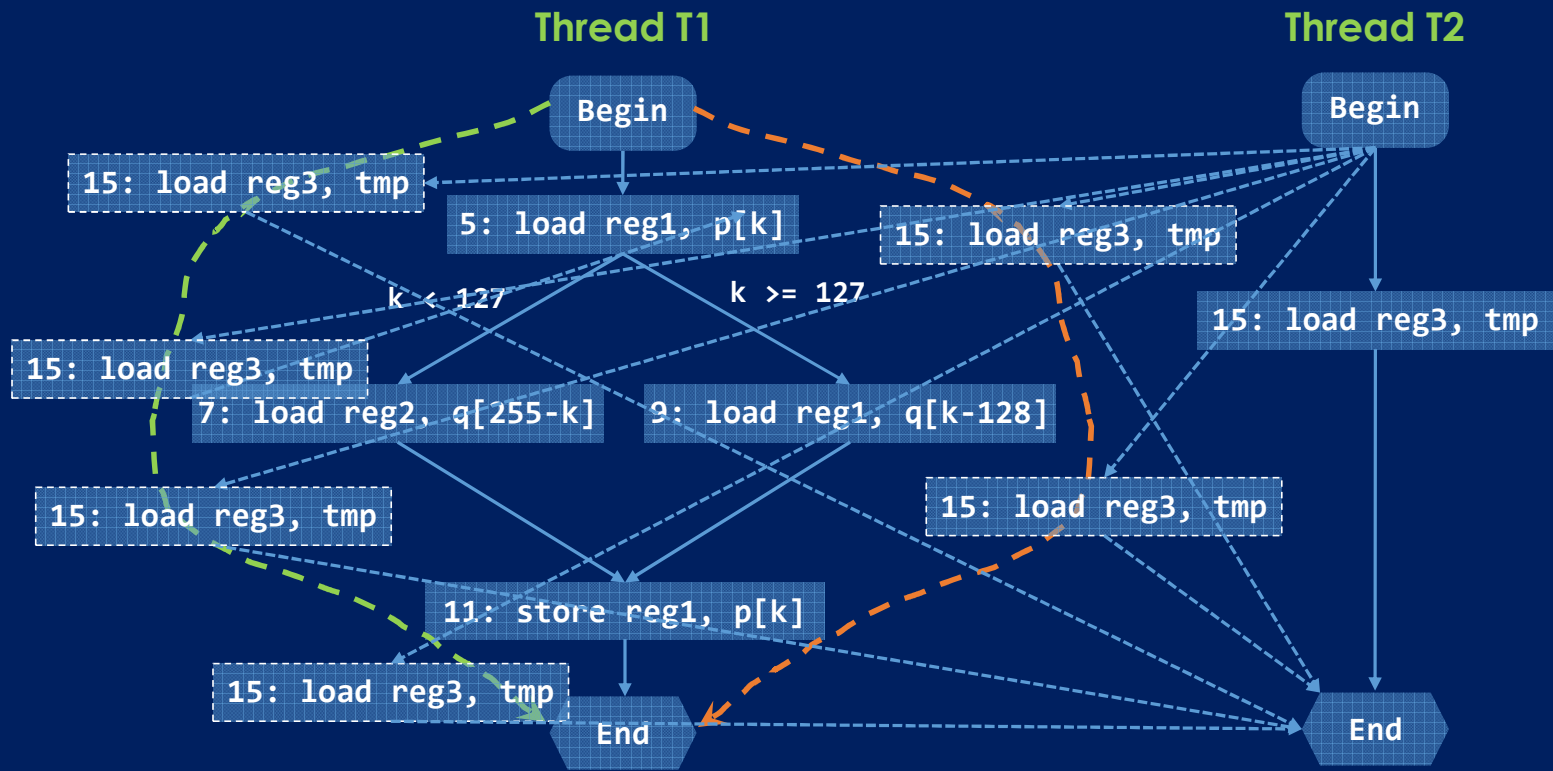 Thread T1
Thread T2
Begin
Begin
15: load reg3, tmp
5: load reg1, p[k]
15: load reg3, tmp
k < 127
k >= 127
15: load reg3, tmp
15: load reg3, tmp
7: load reg2, q[255-k]
9: load reg1, q[k-128]
15: load reg3, tmp
15: load reg3, tmp
11: store reg1, p[k]
15: load reg3, tmp
End
End